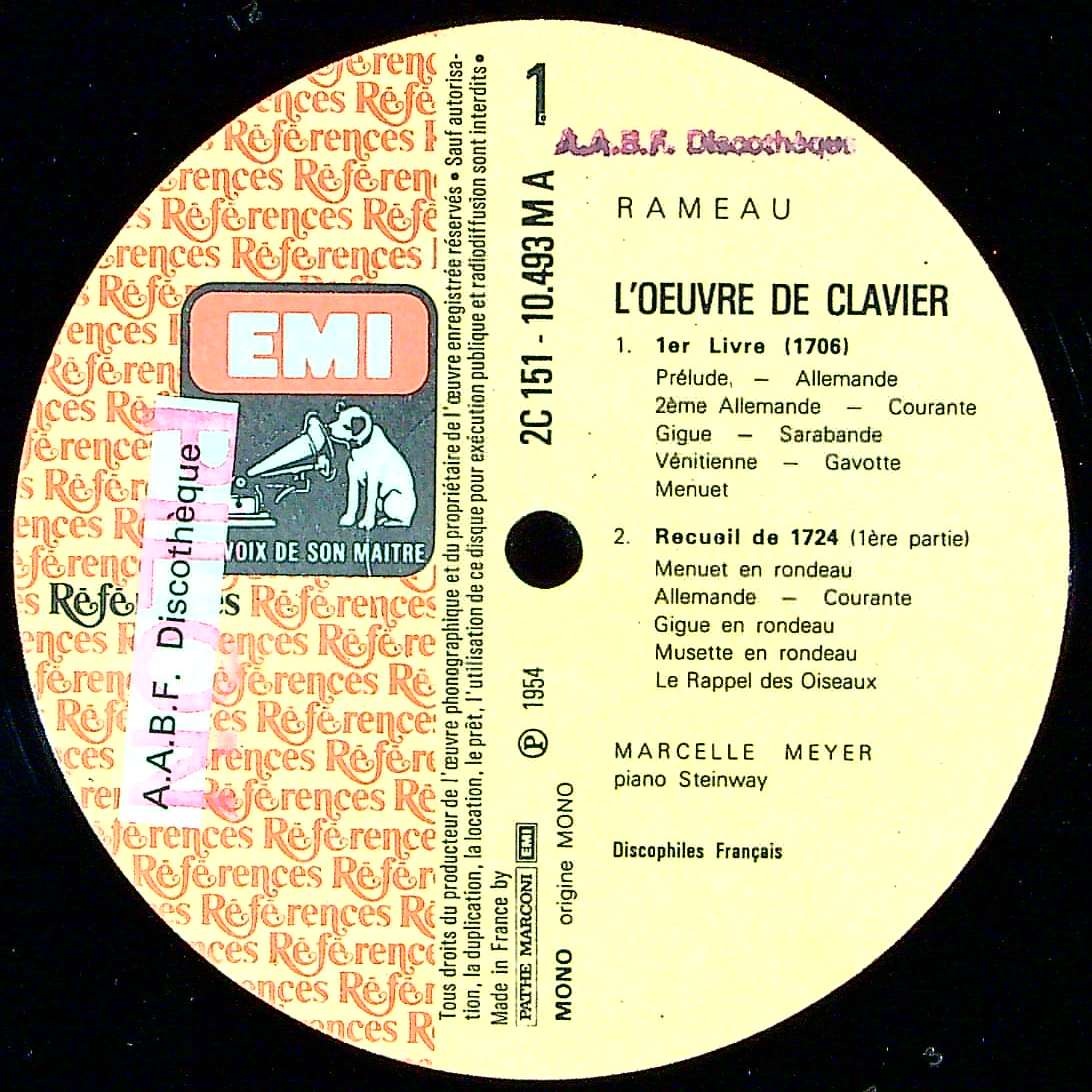 Références
EMI
VOIX DE SON MAITRE
A.A.B.F. Discothèque
Tous droits du producteur de l'œuvre phonographique et du propriétaire de l'œuvre enregistrée réservés • Sauf autorisa-
tion, la duplication, la location, le prêt, l'utilisation de ce disque pour exécution publique et radiodiffusion sont interdits •
Made in France by PATHE MARCONI EMI
1
2C 151 - 10.493 M A
Ⓟ 1954
MONO origine MONO
A.A.B.F. Discothèque
RAMEAU
L'OEUVRE DE CLAVIER
1. 1er Livre (1706)
Prélude, — Allemande
2ème Allemande — Courante
Gigue — Sarabande
Vénitienne — Gavotte
Menuet
2. Recueil de 1724 (1ère partie)
Menuet en rondeau
Allemande — Courante
Gigue en rondeau
Musette en rondeau
Le Rappel des Oiseaux
MARCELLE MEYER
piano Steinway
Discophiles Français